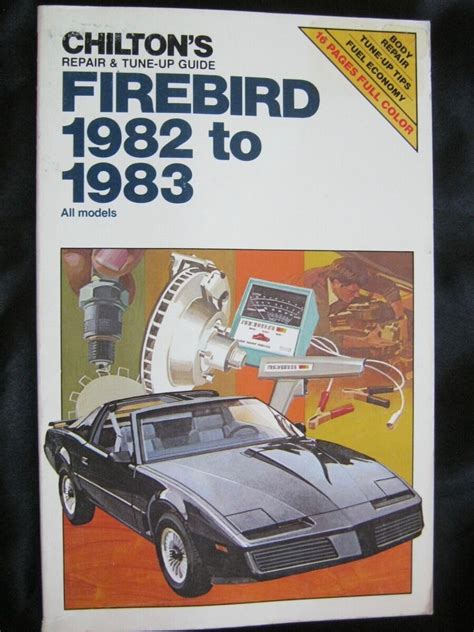 CHILTON'S
REPAIR & TUNE-UP GUIDE
FIREBIRD
1982 to
1983
All models
BODY
REPAIR
TUNE-UP TIPS
FUEL ECONOMY
16 PAGES FULL COLOR